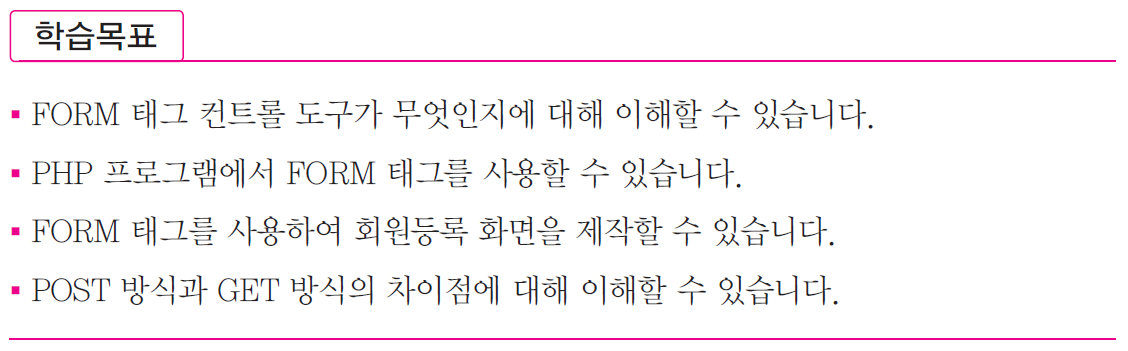 학습목표
▪ FORM 태그 컨트롤 도구가 무엇인지에 대해 이해할 수 있습니다.
▪ PHP 프로그램에서 FORM 태그를 사용할 수 있습니다.
▪ FORM 태그를 사용하여 회원등록 화면을 제작할 수 있습니다.
▪ POST 방식과 GET 방식의 차이점에 대해 이해할 수 있습니다.